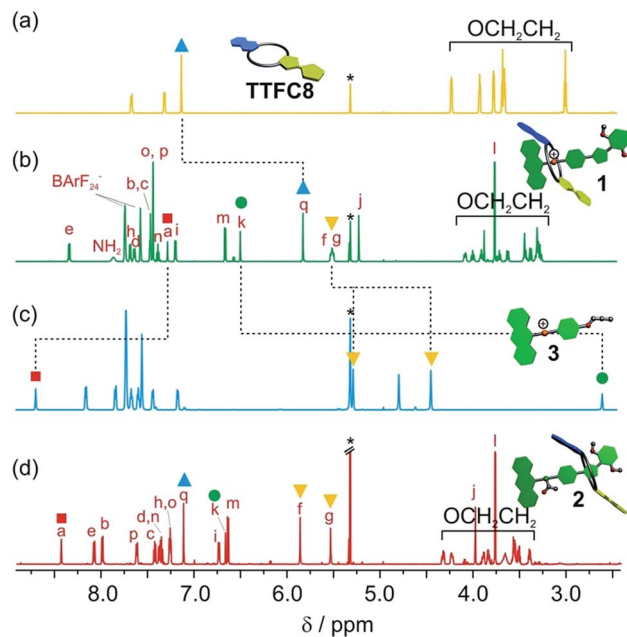 (a)
OCH₂CH₂
TTFC8
*
(b)
BArF₂₄⁻
o, p
b,c
e
NH₂
h
d
n
a
i
m
k
q
f
g
*
j
l
OCH₂CH₂
1
(c)
*
3
(d)
a
e
b
p
c
d,n
h,o
q
k
i
m
f
g
*
j
l
OCH₂CH₂
2
8.0 7.0 6.0 5.0 4.0 3.0
δ / ppm